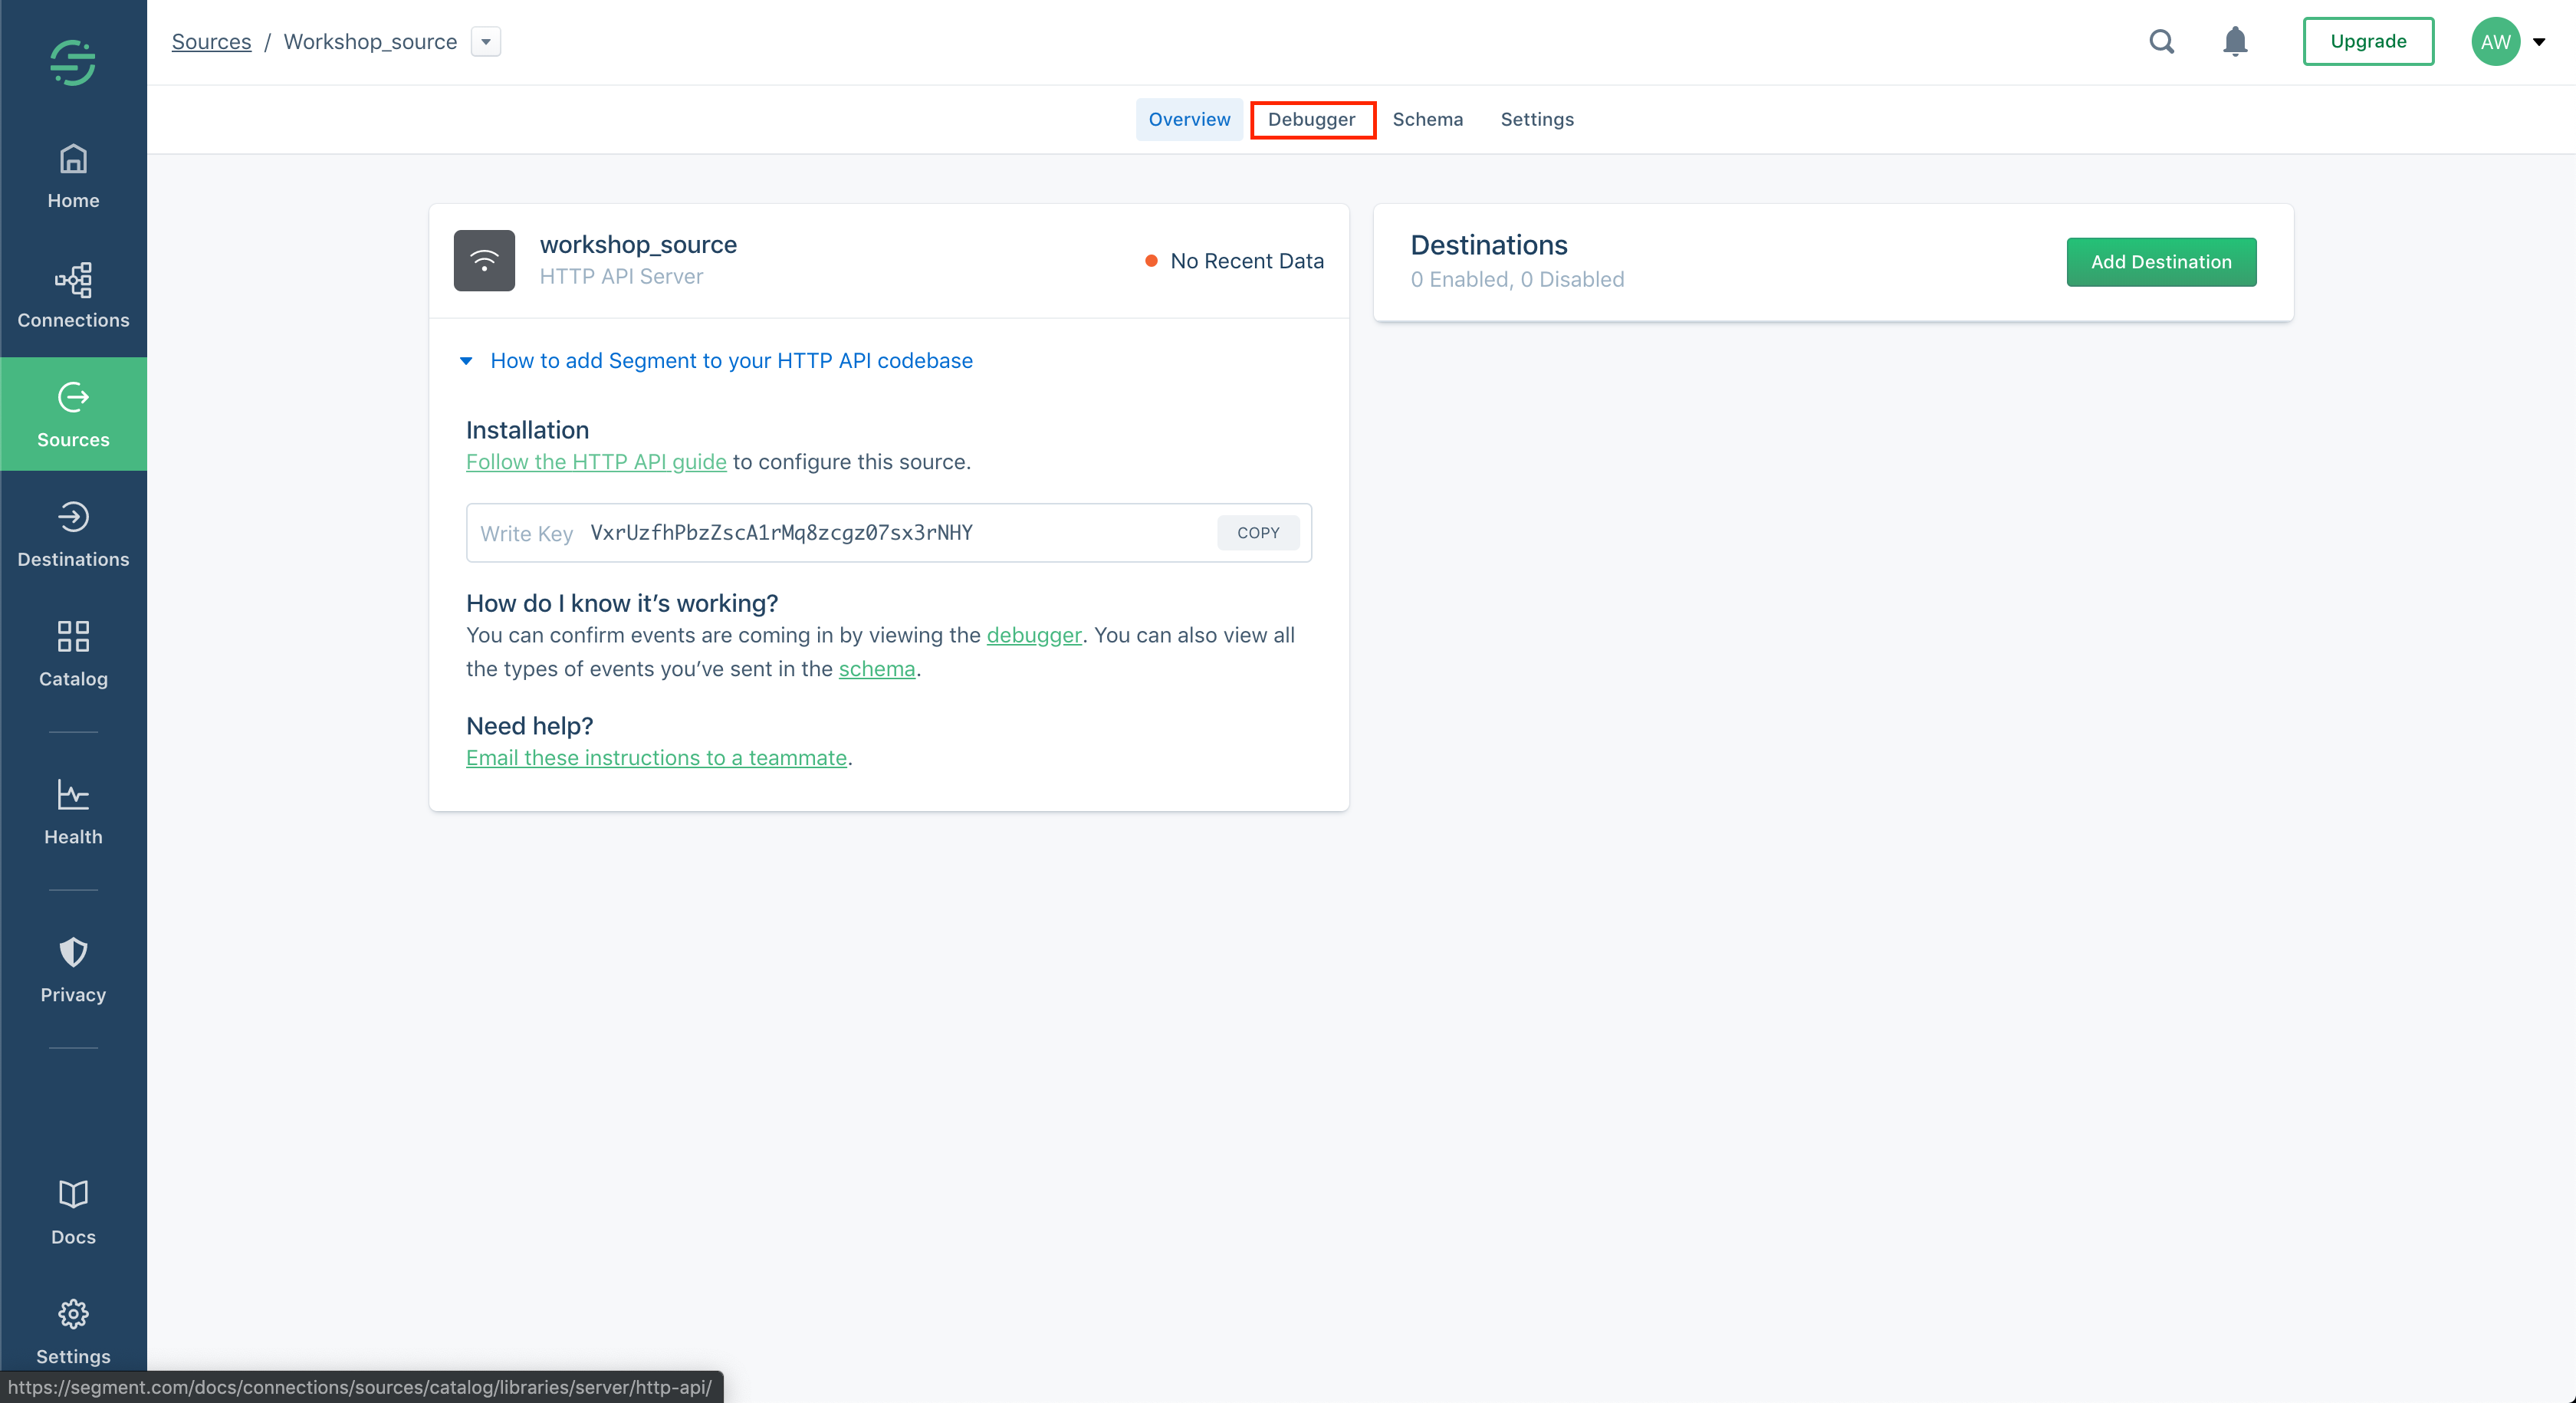 Sources / Workshop_source
Upgrade
AW
Overview
Debugger
Schema
Settings
Home
Connections
Sources
Destinations
Catalog
Health
Privacy
Docs
Settings
workshop_source
HTTP API Server
No Recent Data
How to add Segment to your HTTP API codebase
Installation
Follow the HTTP API guide to configure this source.
Write Key VxrUzfhPbzZscA1rMq8zcgz07sx3rNHY COPY
How do I know it’s working?
You can confirm events are coming in by viewing the debugger. You can also view all
the types of events you’ve sent in the schema.
Need help?
Email these instructions to a teammate.
Destinations
0 Enabled, 0 Disabled
Add Destination
https://segment.com/docs/connections/sources/catalog/libraries/server/http-api/